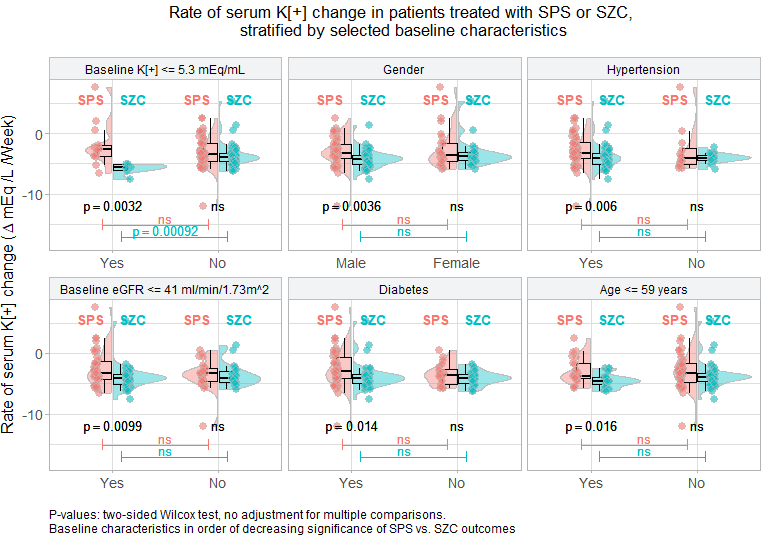 Rate of serum K[+] change in patients treated with SPS or SZC,
stratified by selected baseline characteristics
Rate of serum K[+] change (Δ mEq /L /Week)
Baseline K[+] <= 5.3 mEq/mL
Gender
Hypertension
SPS SZC SPS SZC
SPS SZC SPS SZC
SPS SZC SPS SZC
0
-10
p = 0.0032 ns
ns
p = 0.00092
p = 0.0036 ns
ns
ns
p = 0.006 ns
ns
ns
Yes No
Male Female
Yes No
Baseline eGFR <= 41 ml/min/1.73m^2
Diabetes
Age <= 59 years
SPS SZC SPS SZC
SPS SZC SPS SZC
SPS SZC SPS SZC
0
-10
p = 0.0099 ns
ns
ns
p = 0.014 ns
ns
ns
p = 0.016 ns
ns
ns
Yes No
Yes No
Yes No
P-values: two-sided Wilcox test, no adjustment for multiple comparisons.
Baseline characteristics in order of decreasing significance of SPS vs. SZC outcomes